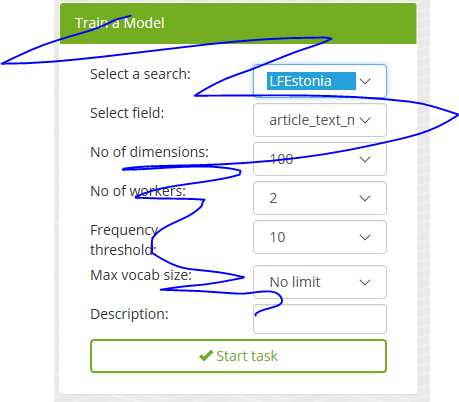 Train a Model
Select a search: LFEstonia
Select field: article_text_n
No of dimensions: 100
No of workers: 2
Frequency threshold: 10
Max vocab size: No limit
Description:
Start task